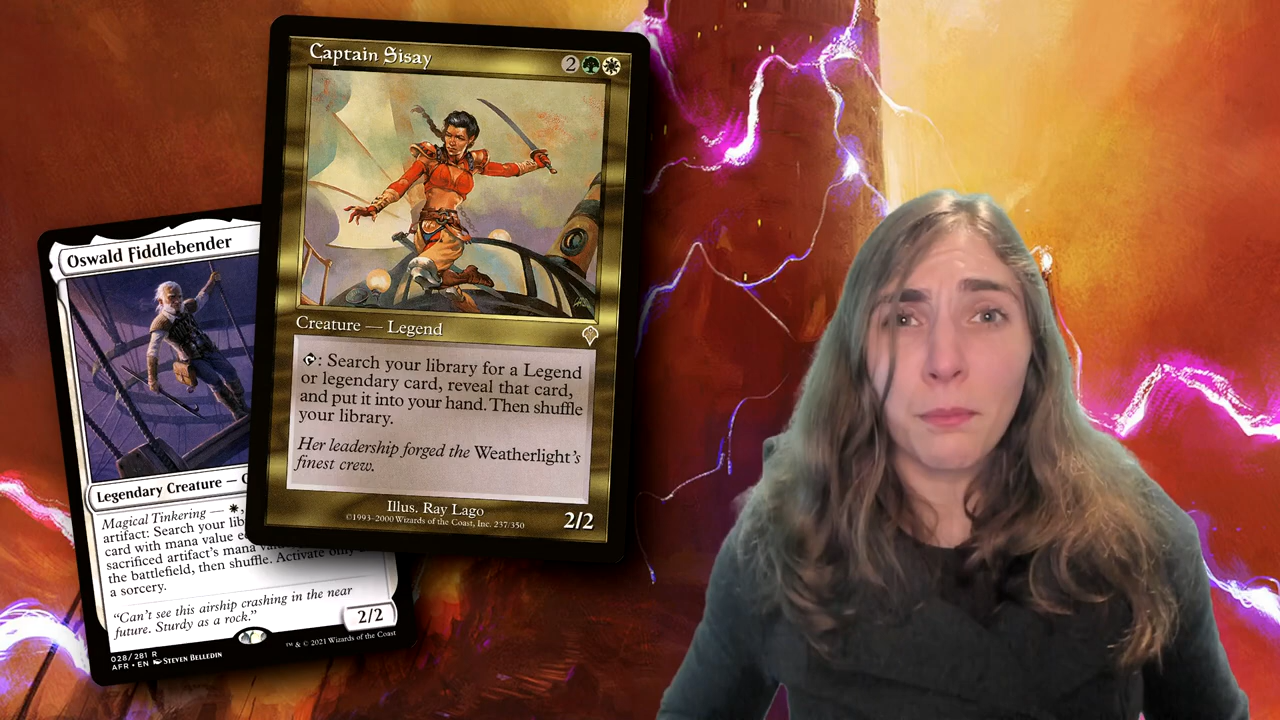 Captain Sisay
2
Creature — Legend
: Search your library for a Legend
or legendary card, reveal that card,
and put it into your hand. Then shuffle
your library.
Her leadership forged the Weatherlight's
finest crew.
Illus. Ray Lago
©1993–2000 Wizards of the Coast, Inc. 237/350
2/2
Oswald Fiddlebender
Legendary Creature —
Magical Tinkering —
artifact: Search your
card with mana value
sacrificed artifact's mana
the battlefield, then shuffle. Activate only
a sorcery.
"Can't see this airship crashing in the near
future. Sturdy as a rock."
2/2
028/281 R
AFR • EN Steven Belledin
™ & © 2021 Wizards of the Coast